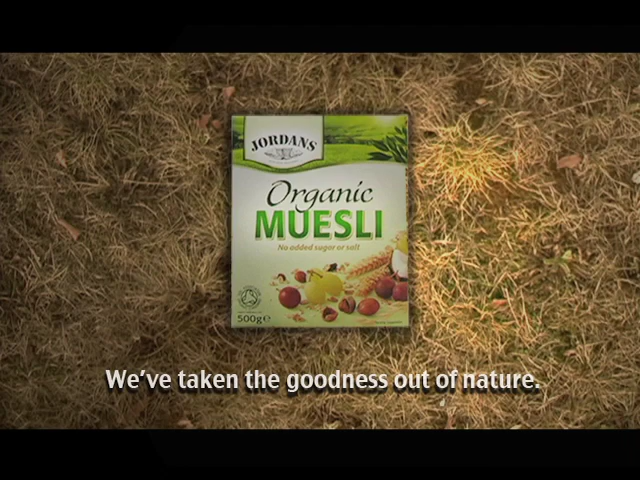 JORDANS
Organic
MUESLI
No added sugar or salt
500g℮
We've taken the goodness out of nature.